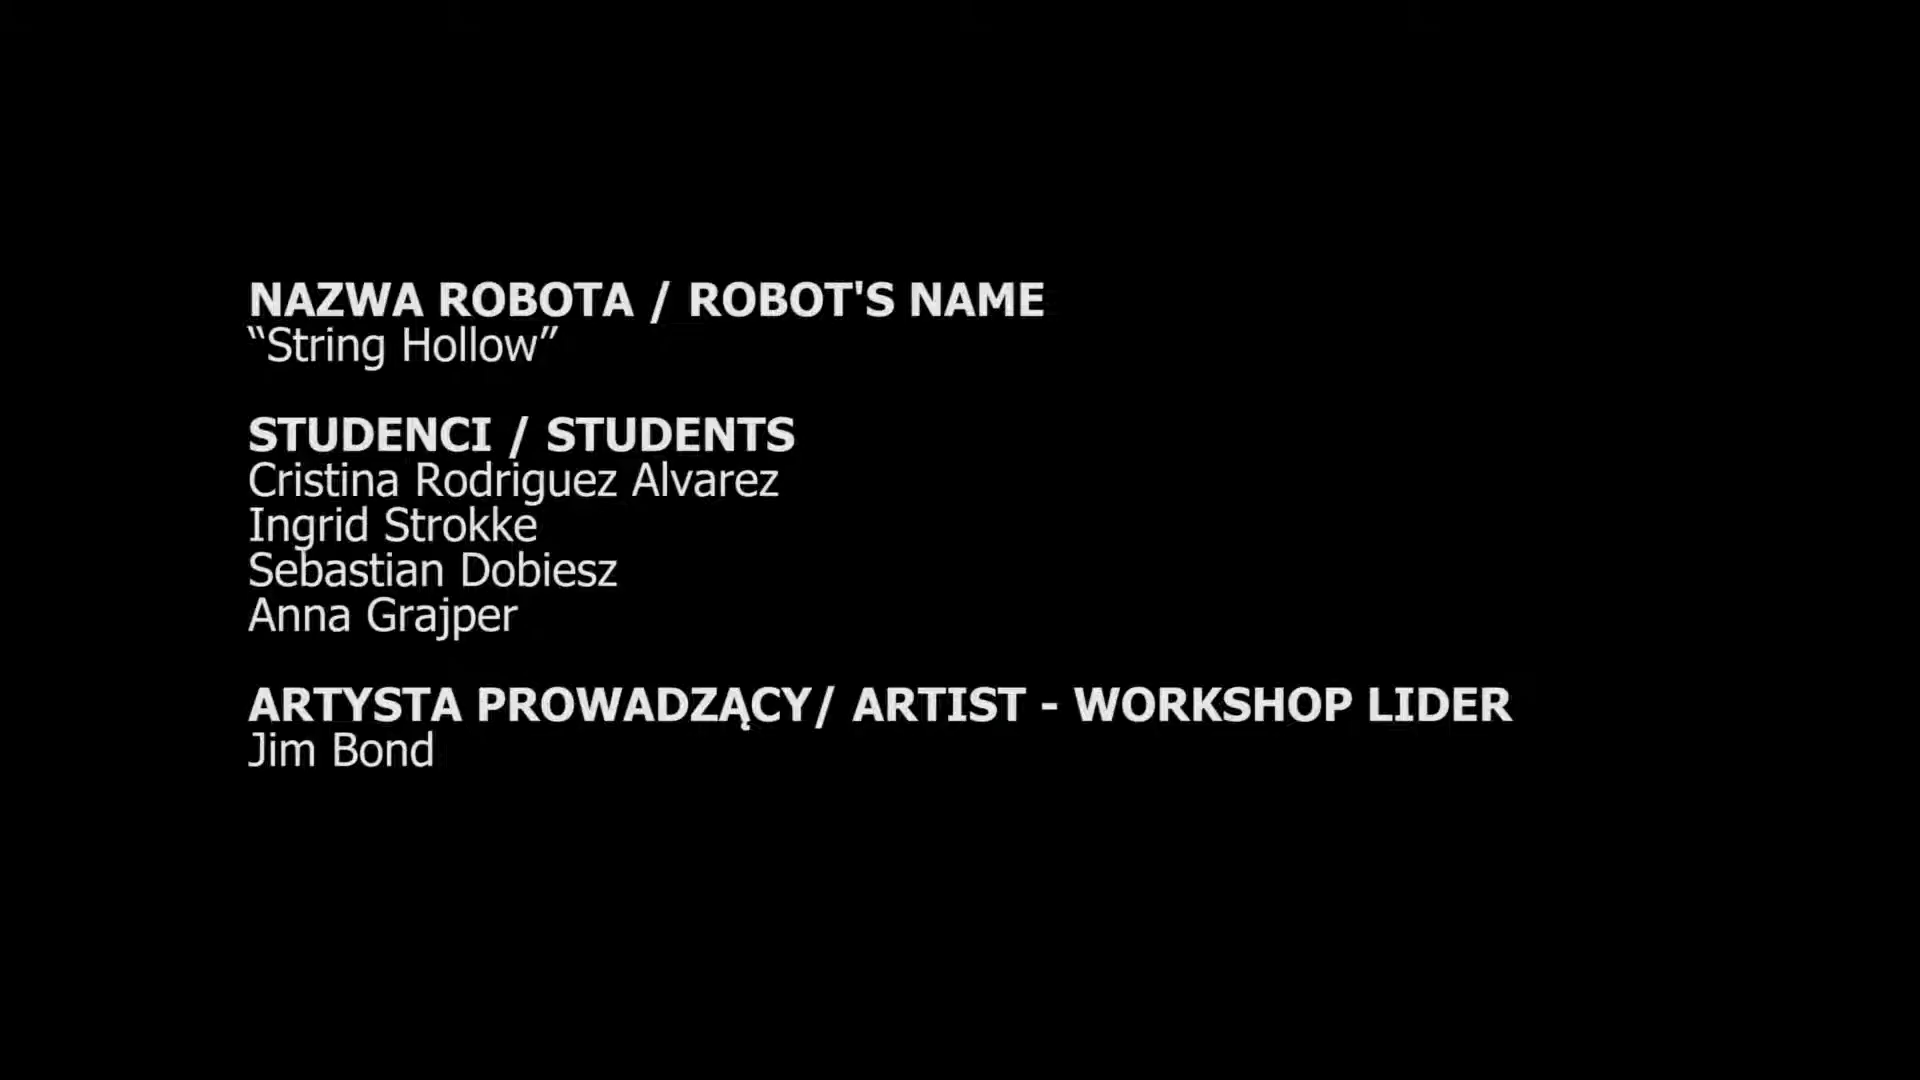 NAZWA ROBOTA / ROBOT'S NAME
“String Hollow”
STUDENCI / STUDENTS
Cristina Rodriguez Alvarez
Ingrid Strokke
Sebastian Dobiesz
Anna Grajper
ARTYSTA PROWADZĄCY/ ARTIST - WORKSHOP LIDER
Jim Bond